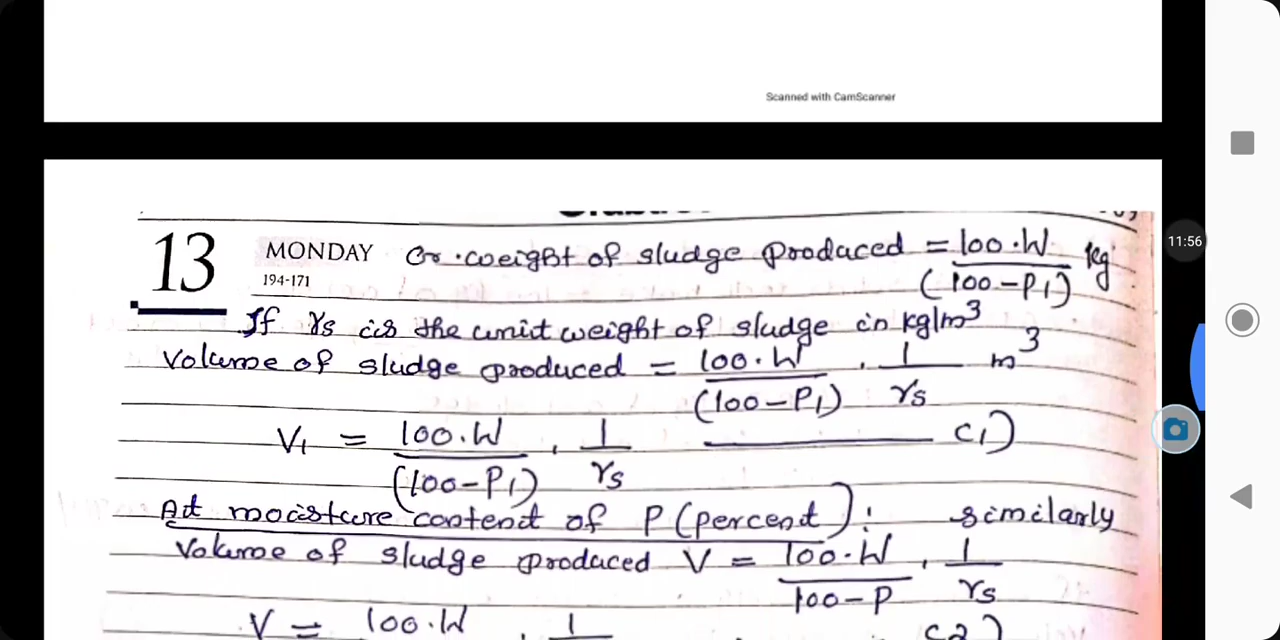 Scanned with CamScanner
13 MONDAY 194-171
Or weight of sludge produced = 100.W / (100-P1) kg
If γs is the unit weight of sludge in kg/m³
Volume of sludge produced = 100.W / (100-P1) . 1 / γs m³
V1 = 100.W / (100-P1) . 1 / γs (1)
At moisture content of P (percent): similarly
Volume of sludge produced V = 100.W / 100-P . 1 / γs
V = 100.W . 1 (2)
11:56